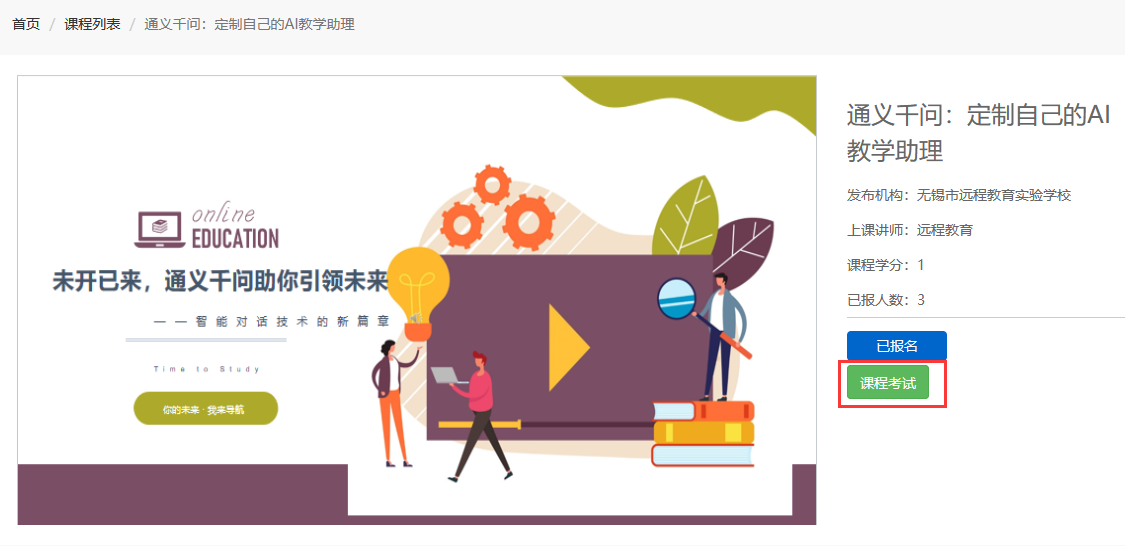 首页 / 课程列表 / 通义千问：定制自己的AI教学助理
online
EDUCATION
未开已来，通义千问助你引领未来
——智能对话技术的新篇章
Time to Study
你的未来·我来导航
通义千问：定制自己的AI
教学助理
发布机构：无锡市远程教育实验学校
上课讲师：远程教育
课程学分：1
已报人数：3
已报名
课程考试